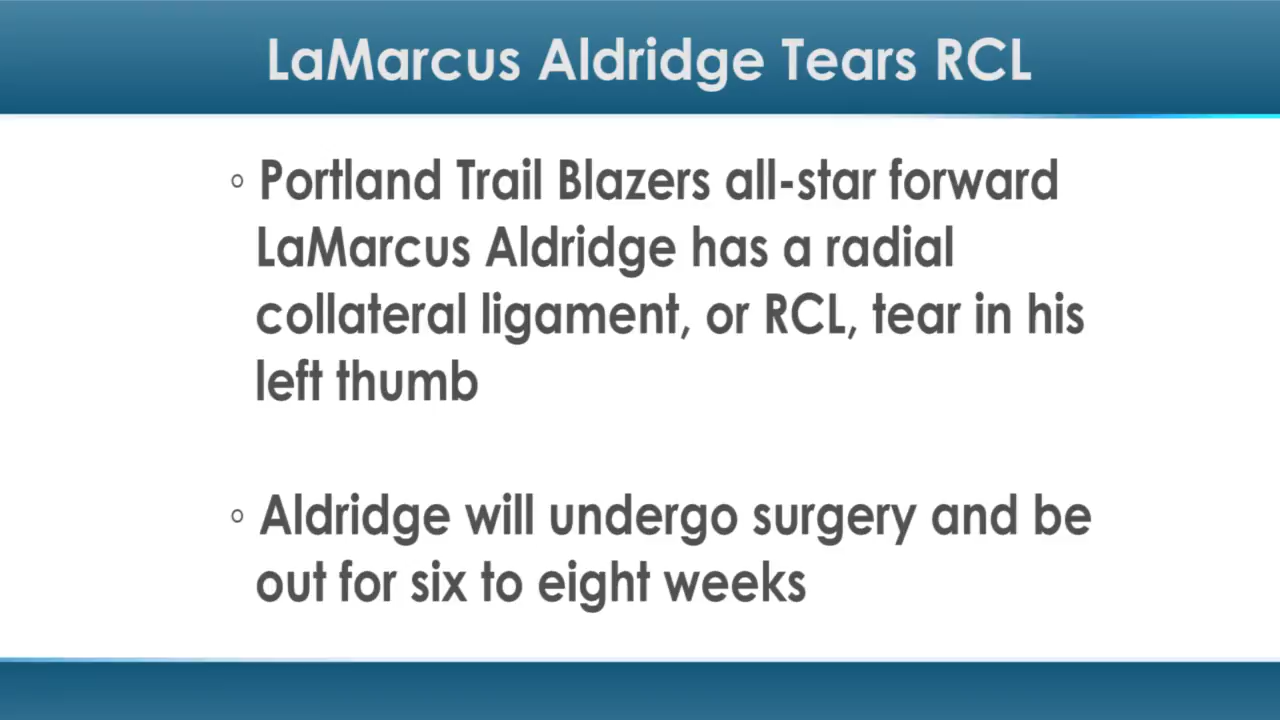 LaMarcus Aldridge Tears RCL
◦ Portland Trail Blazers all-star forward
LaMarcus Aldridge has a radial
collateral ligament, or RCL, tear in his
left thumb
◦ Aldridge will undergo surgery and be
out for six to eight weeks